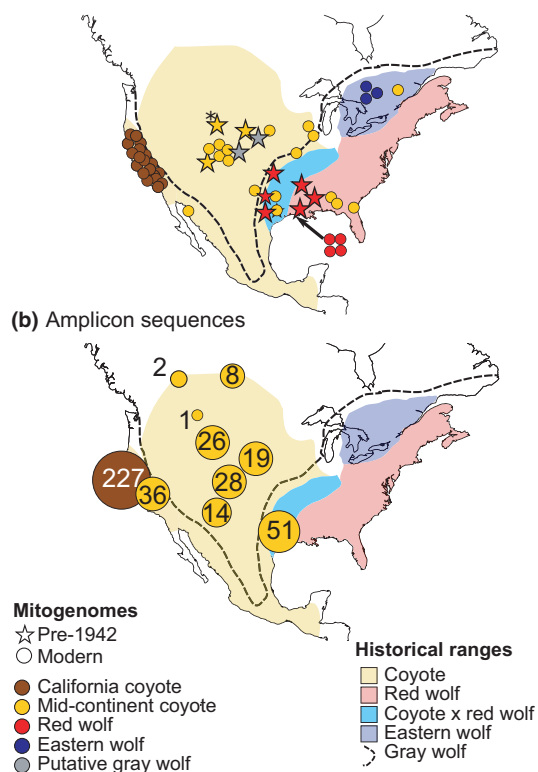 *
(b) Amplicon sequences
2
8
1
26
19
227
36
28
14
51
Mitogenomes
Pre-1942
Modern
California coyote
Mid-continent coyote
Red wolf
Eastern wolf
Putative gray wolf
Historical ranges
Coyote
Red wolf
Coyote x red wolf
Eastern wolf
Gray wolf